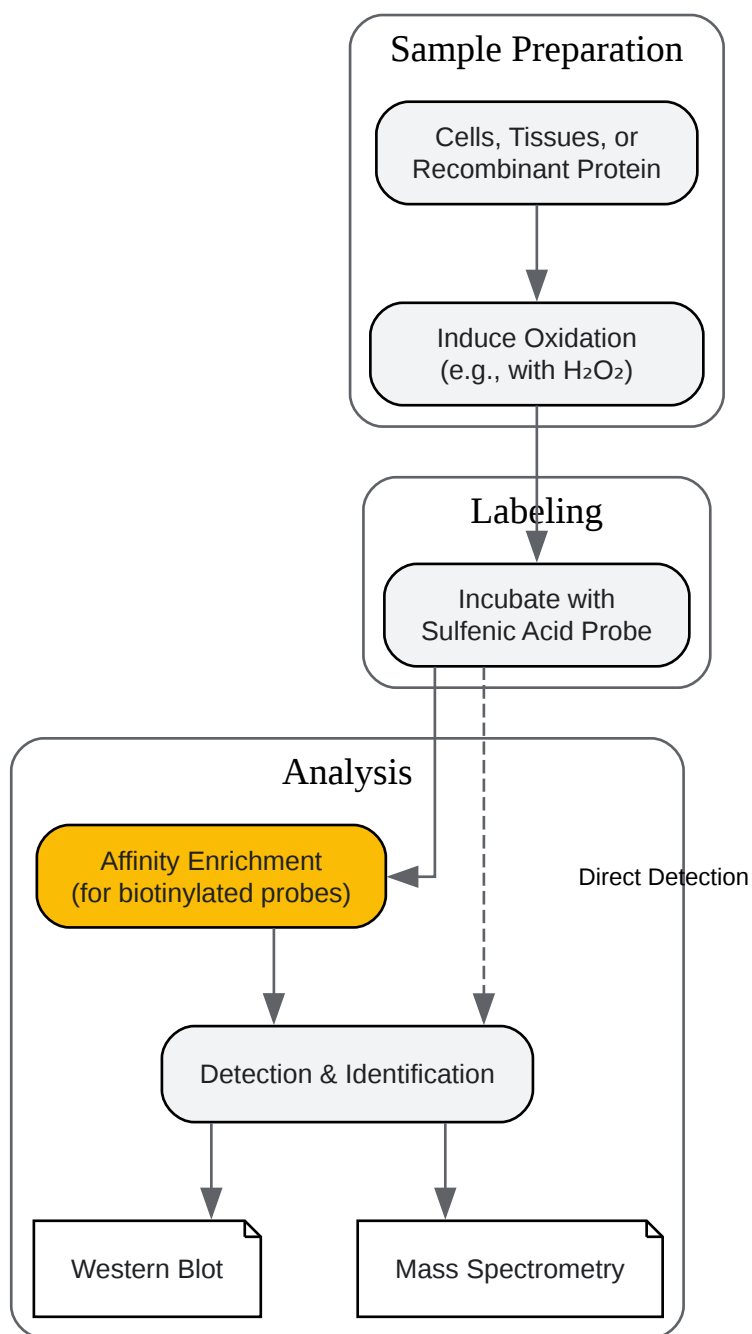 Sample Preparation
Cells, Tissues, or
Recombinant Protein
Induce Oxidation
(e.g., with H₂O₂)
Labeling
Incubate with
Sulfenic Acid Probe
Analysis
Affinity Enrichment
(for biotinylated probes)
Direct Detection
Detection & Identification
Western Blot
Mass Spectrometry